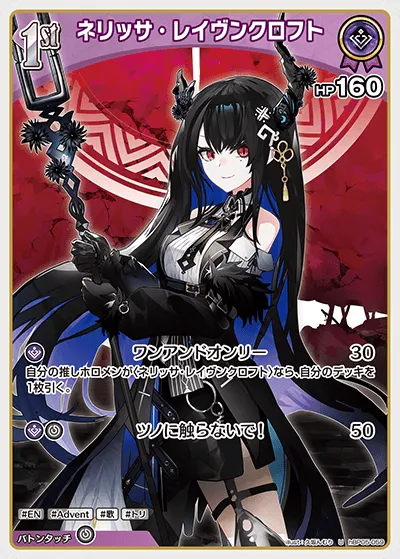 1st
ネリッサ・レイヴンクロフト
HP160
ワンアンドオンリー 30
自分の推しホロメンが〈ネリッサ・レイヴンクロフト〉なら、自分のデッキを
1枚引く。
ツノに触らないで! 50
#EN #Advent #歌 #トリ
バトンタッチ
U hBP05-050